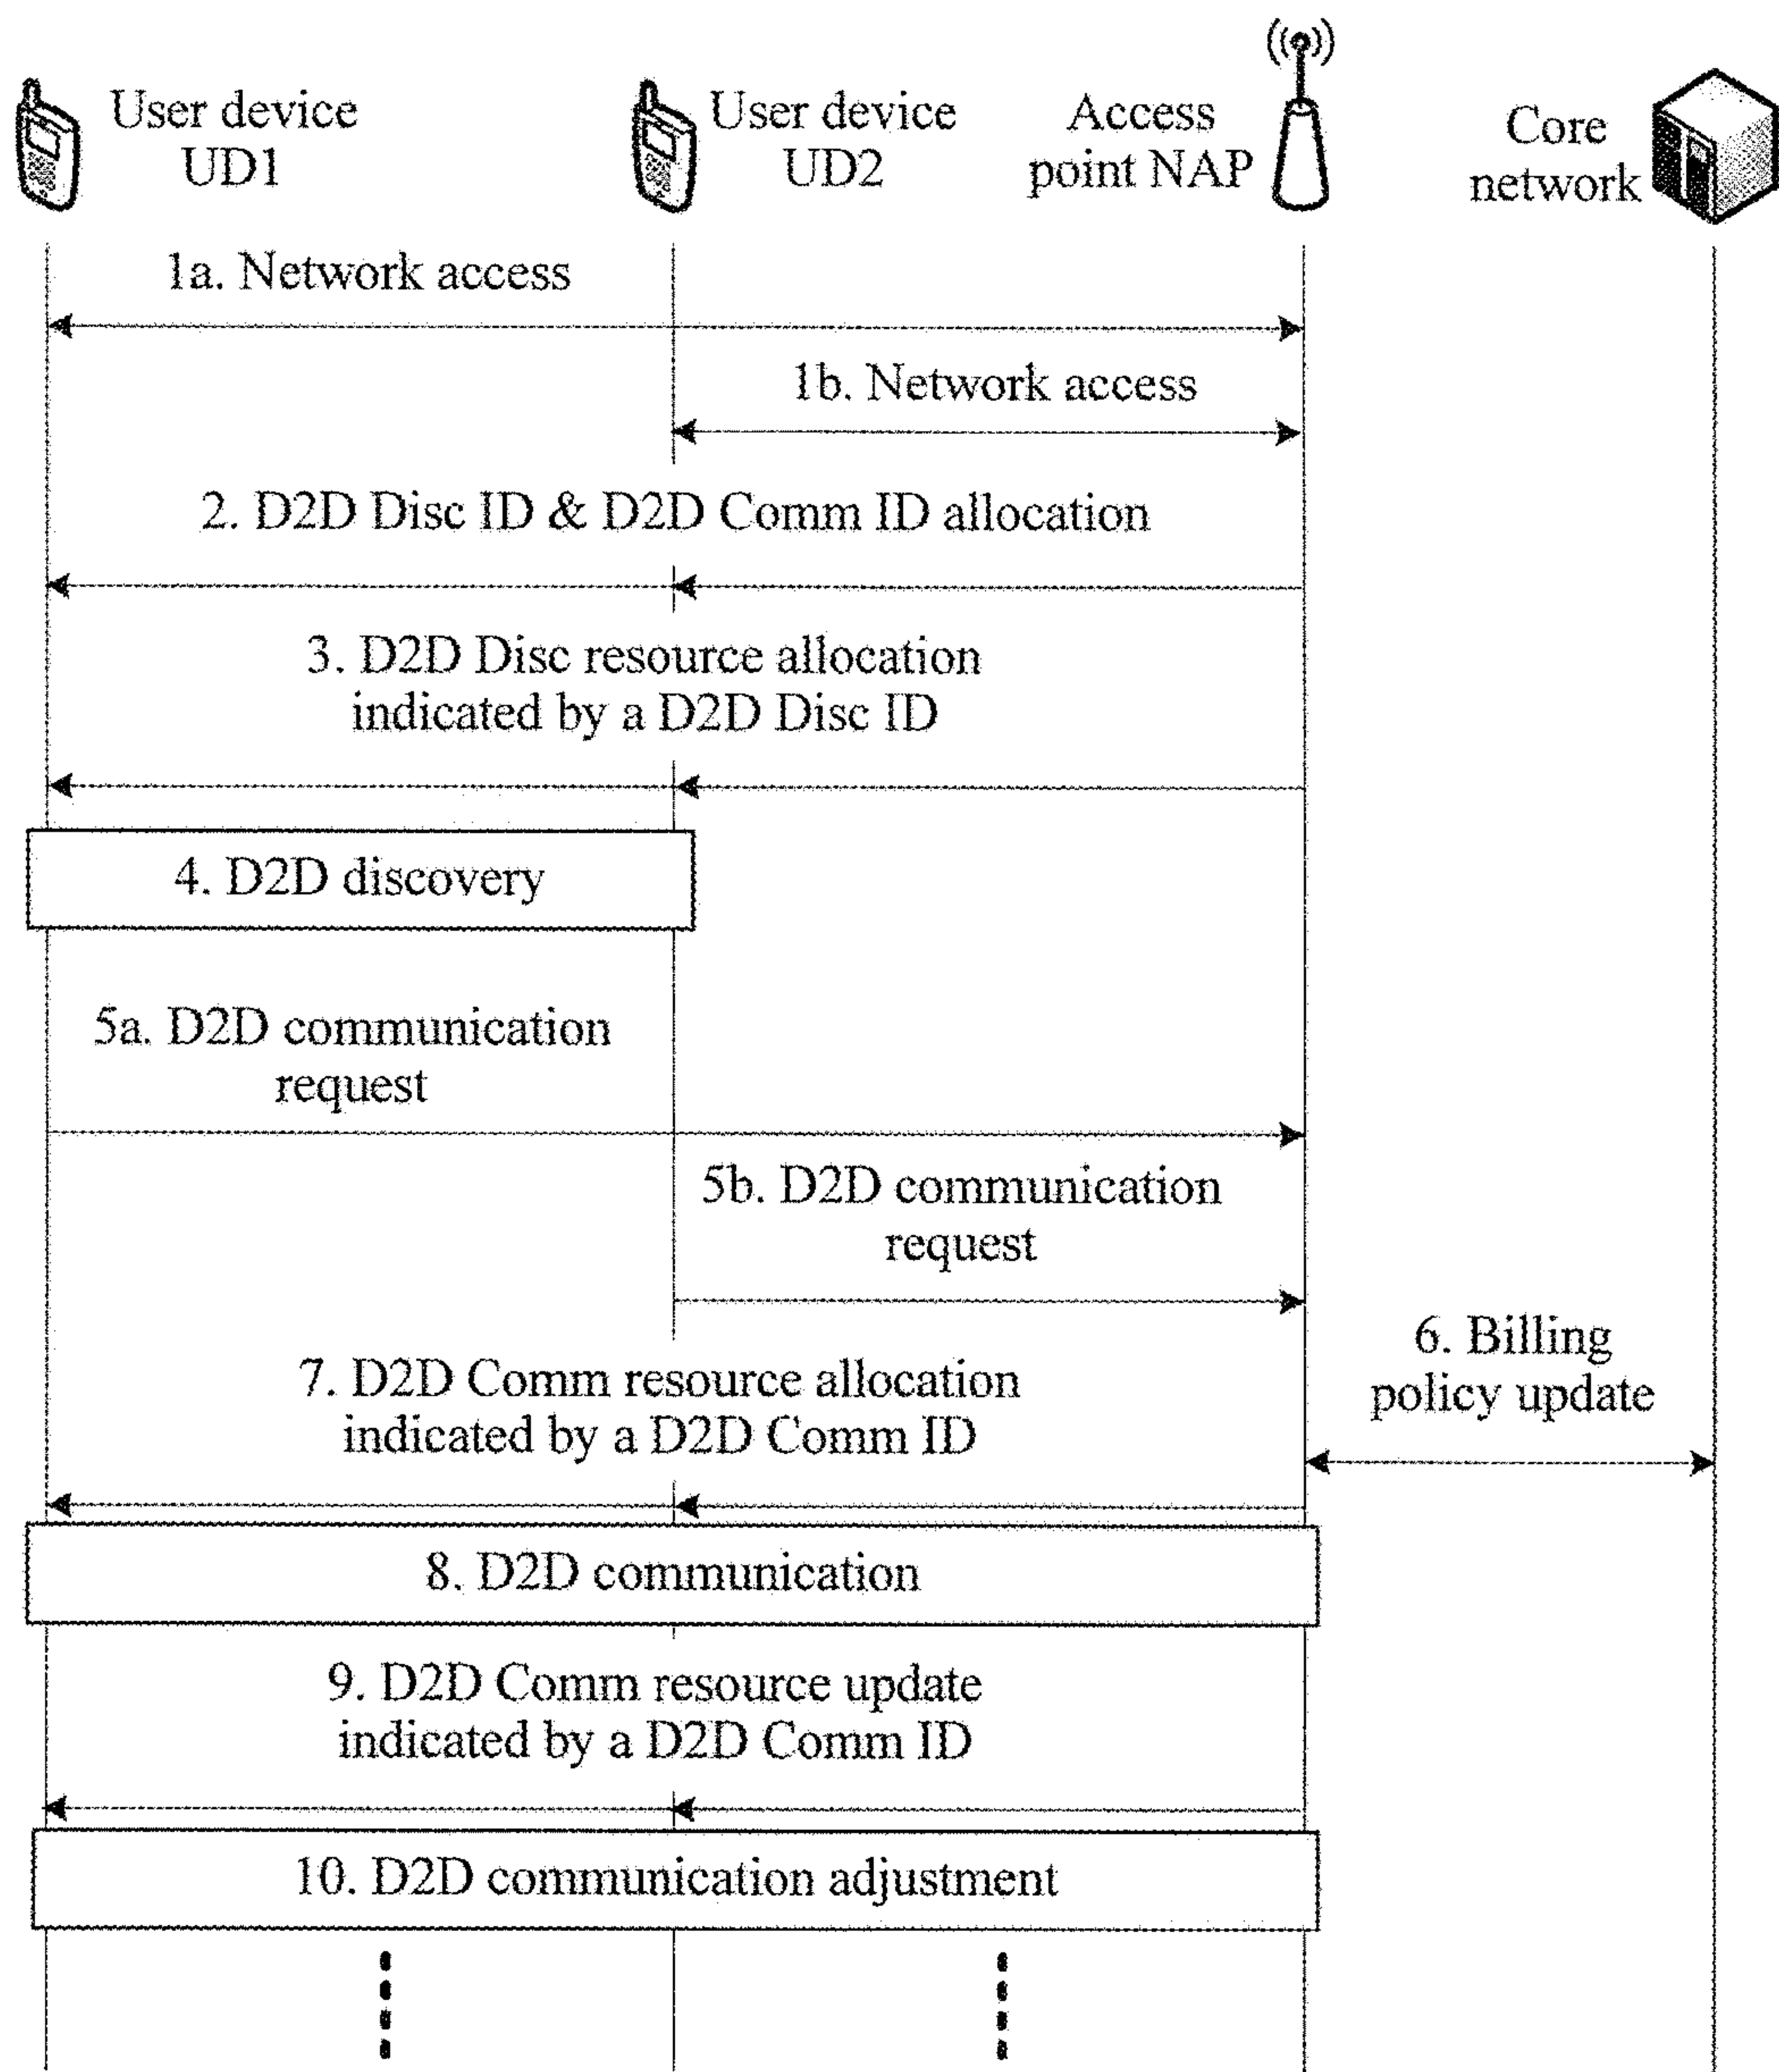 User device
UD1
User device
UD2
Access
point NAP
Core
network
1a. Network access
1b. Network access
2. D2D Disc ID & D2D Comm ID allocation
3. D2D Disc resource allocation
indicated by a D2D Disc ID
4. D2D discovery
5a. D2D communication
request
5b. D2D communication
request
6. Billing
policy update
7. D2D Comm resource allocation
indicated by a D2D Comm ID
8. D2D communication
9. D2D Comm resource update
indicated by a D2D Comm ID
10. D2D communication adjustment